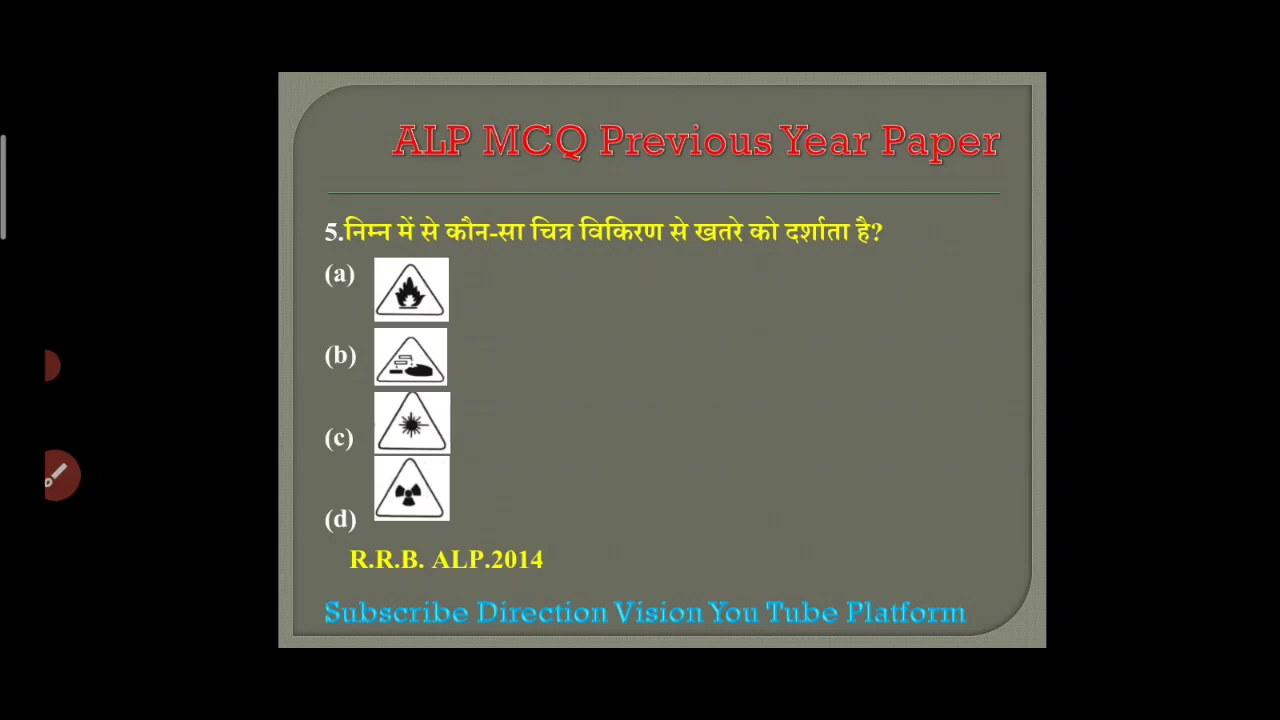 ALP MCQ Previous Year Paper
5.निम्न में से कौन-सा चित्र विकिरण से खतरे को दर्शाता है?
(a)
(b)
(c)
(d)
R.R.B. ALP.2014
Subscribe Direction Vision You Tube Platform